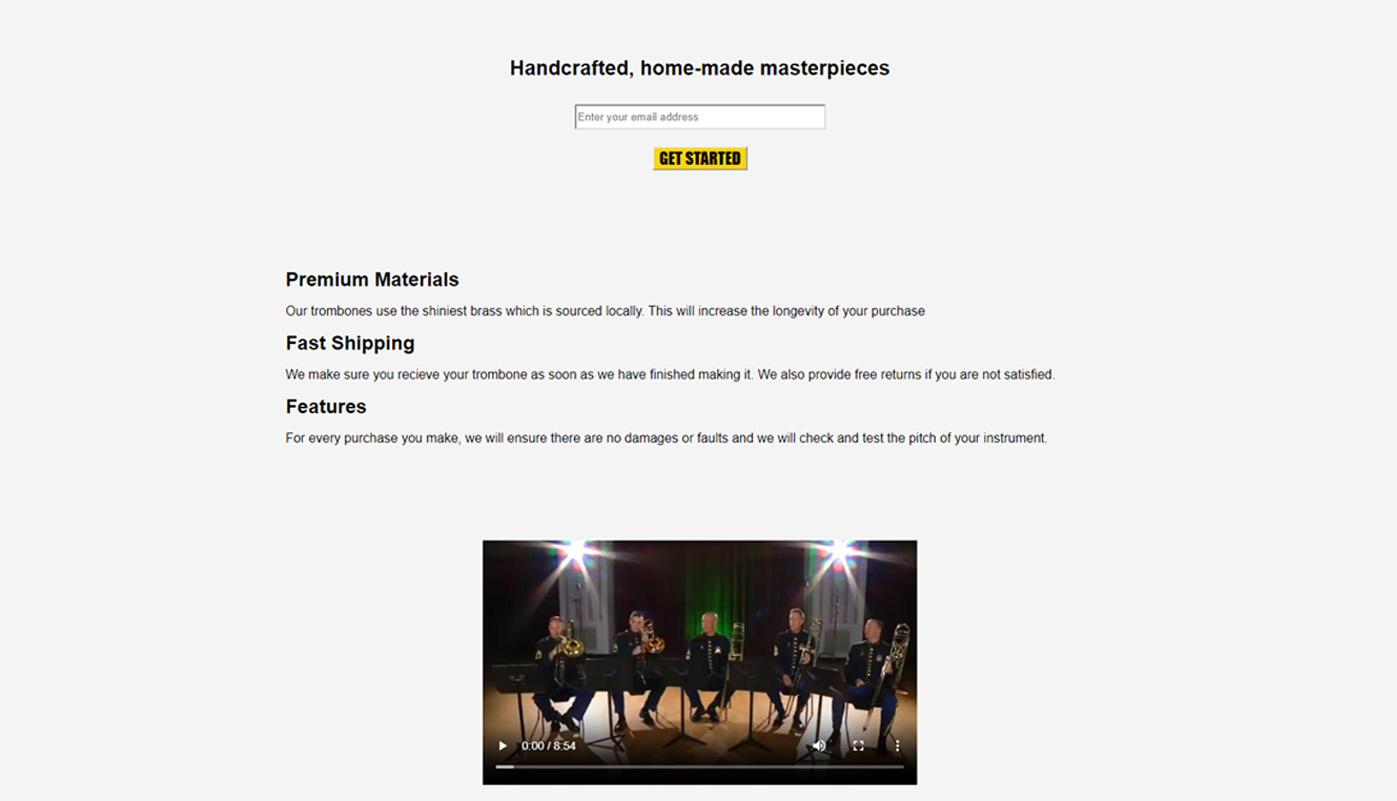 Handcrafted, home-made masterpieces
Enter your email address
GET STARTED
Premium Materials
Our trombones use the shiniest brass which is sourced locally. This will increase the longevity of your purchase
Fast Shipping
We make sure you recieve your trombone as soon as we have finished making it. We also provide free returns if you are not satisfied.
Features
For every purchase you make, we will ensure there are no damages or faults and we will check and test the pitch of your instrument.
0:00 / 8:54